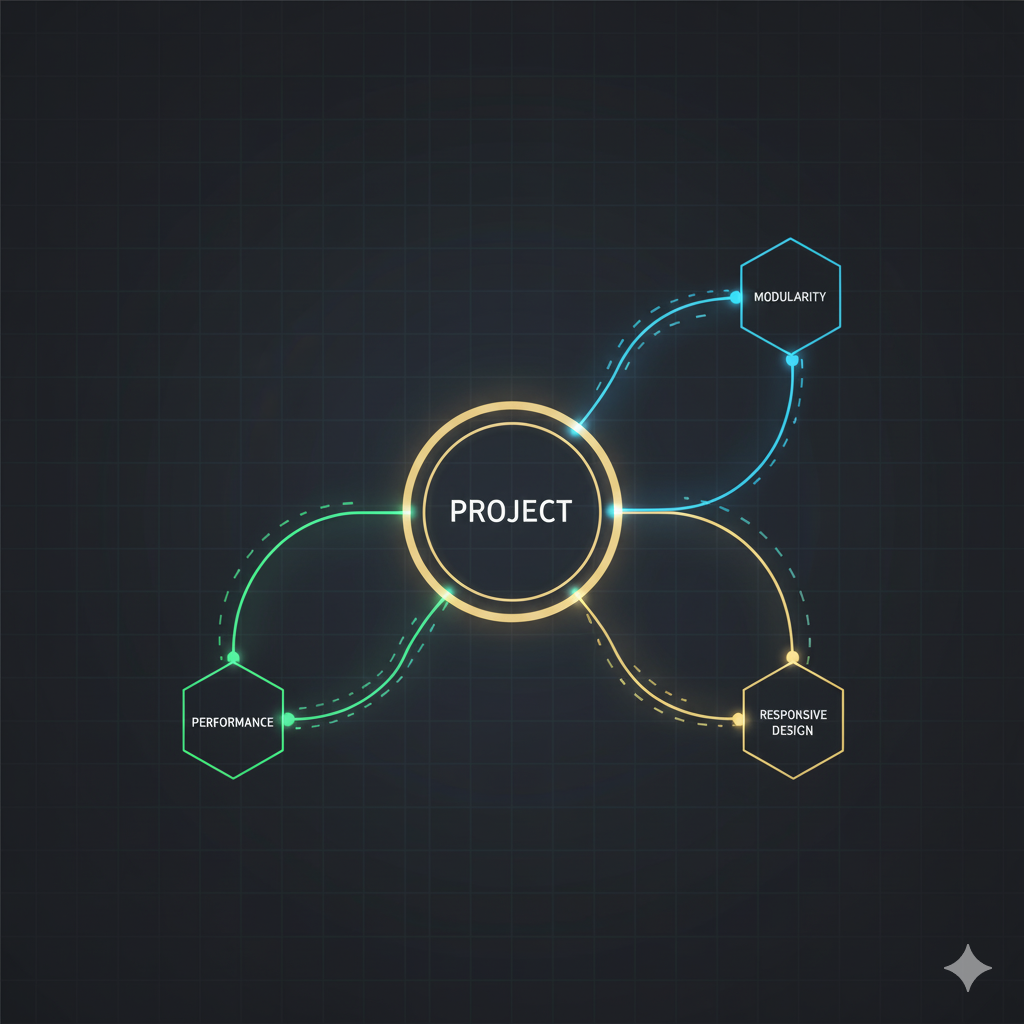 MODULARITY
PROJECT
PERFORMANCE
RESPONSIVE
DESIGN